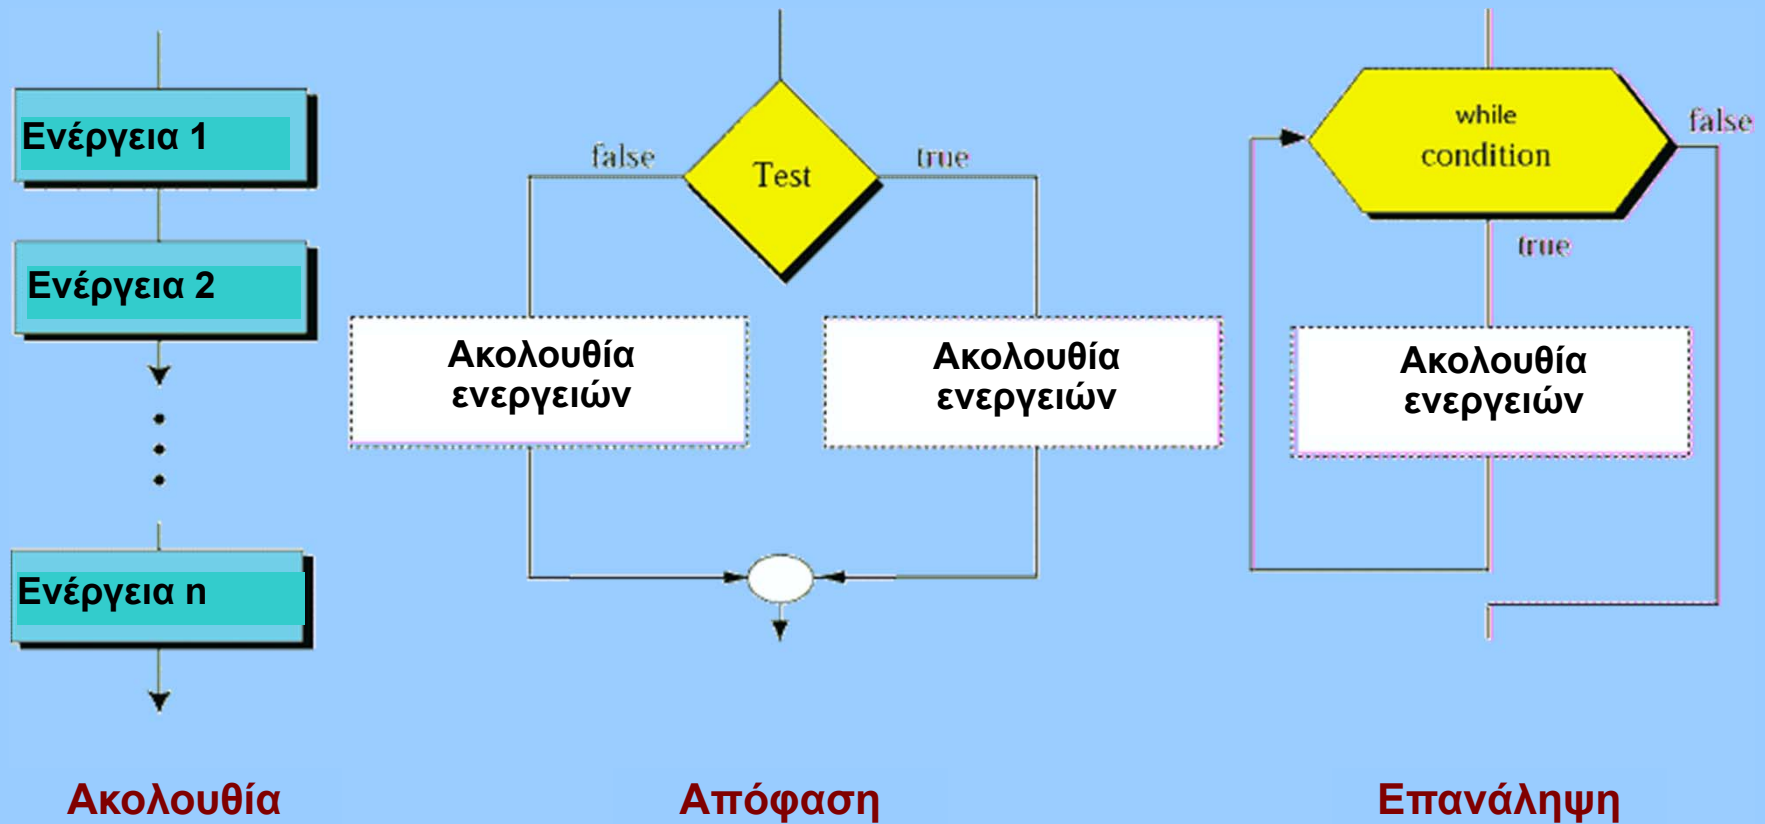 Ενέργεια 1
Ενέργεια 2
Ενέργεια n
Ακολουθία
false
Test
true
Ακολουθία
ενεργειών
Ακολουθία
ενεργειών
Απόφαση
while
condition
false
true
Ακολουθία
ενεργειών
Επανάληψη